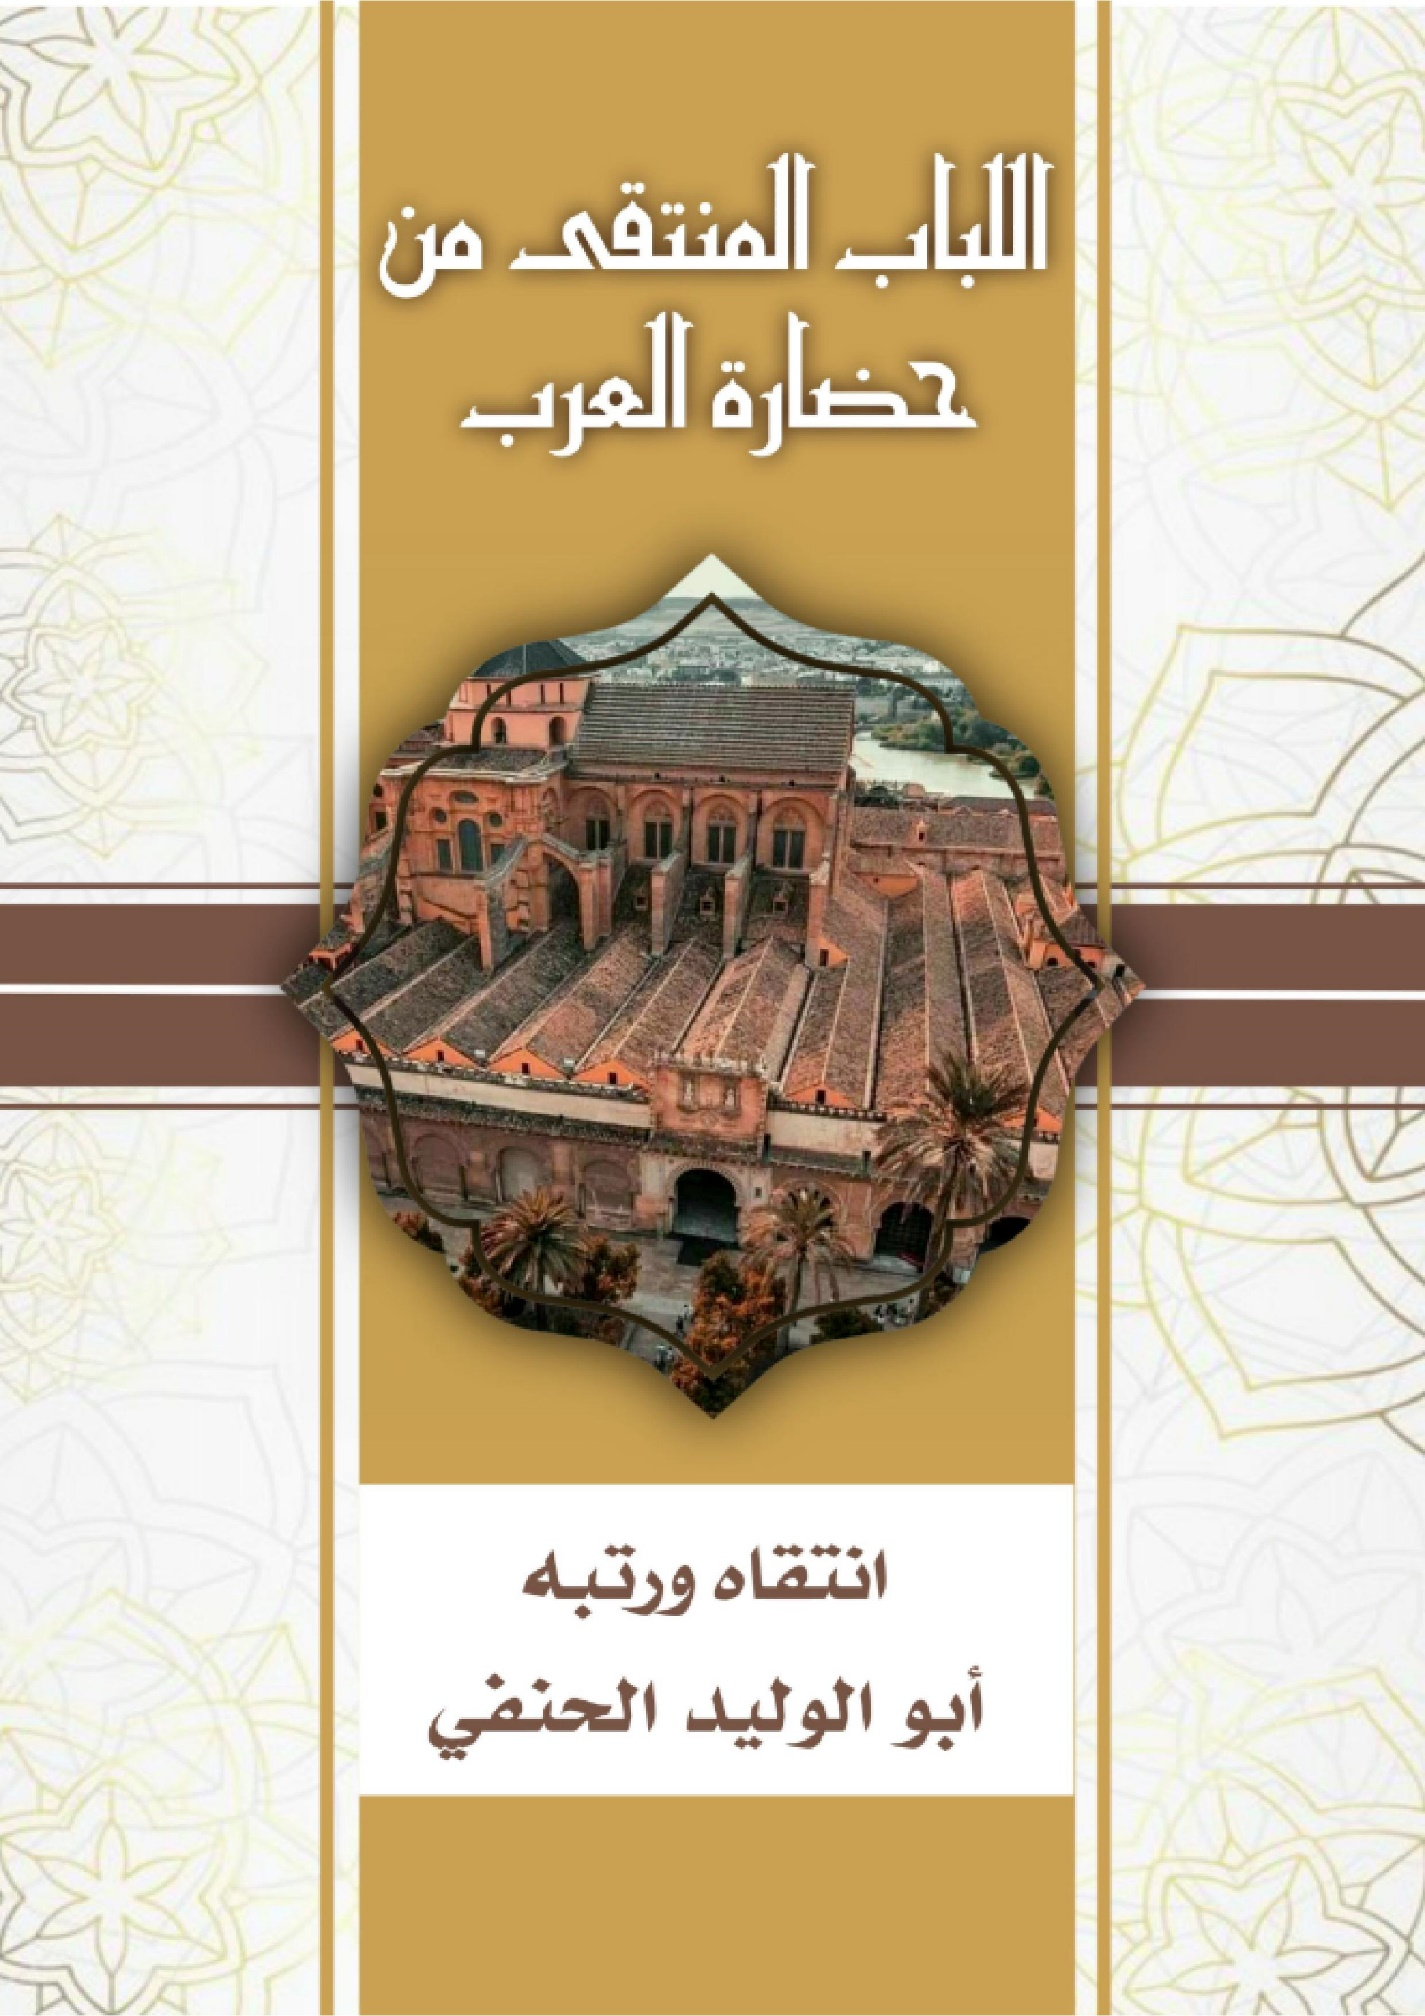 اللباب المنتقى من
حضارة العرب
انتقاه ورتبه
أبو الوليد الحنفي